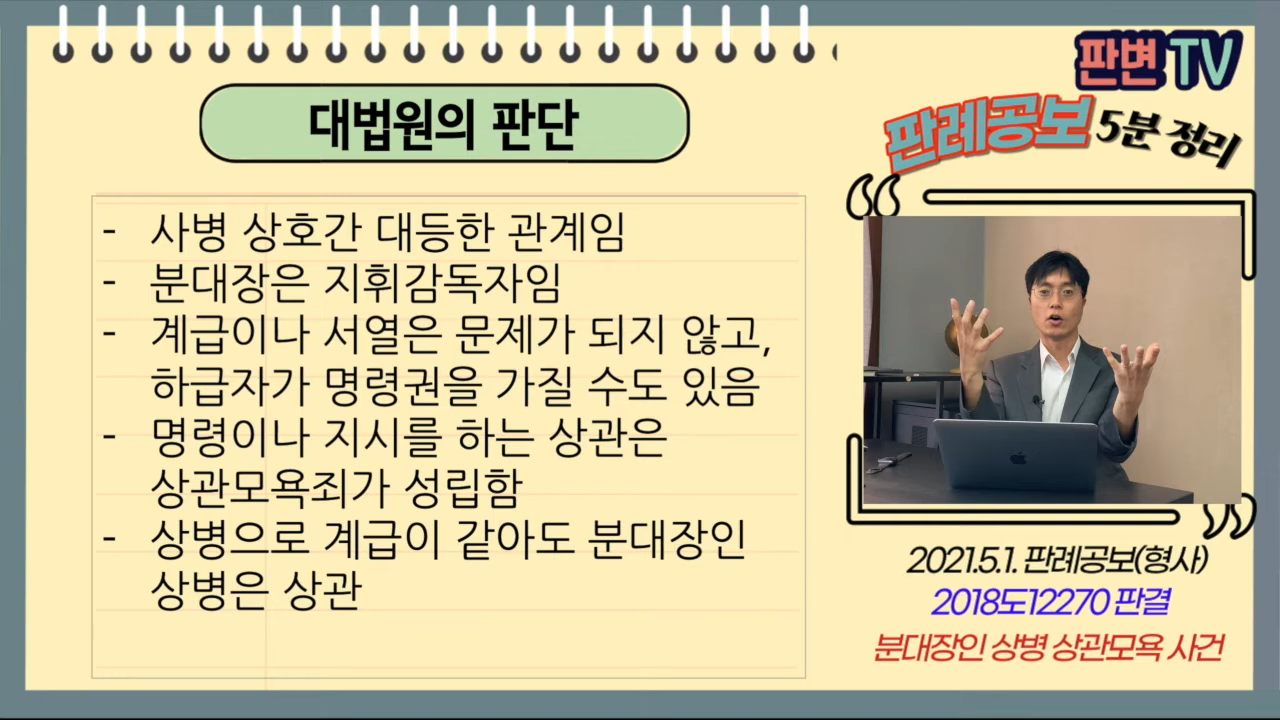 판변 TV
판례공보 5분 정리
대법원의 판단
- 사병 상호간 대등한 관계임
- 분대장은 지휘감독자임
- 계급이나 서열은 문제가 되지 않고,
하급자가 명령권을 가질 수도 있음
- 명령이나 지시를 하는 상관은
상관모욕죄가 성립함
- 상병으로 계급이 같아도 분대장인
상병은 상관
2021.5.1. 판례공보(형사)
2018도12270 판결
분대장인 상병 상관모욕 사건